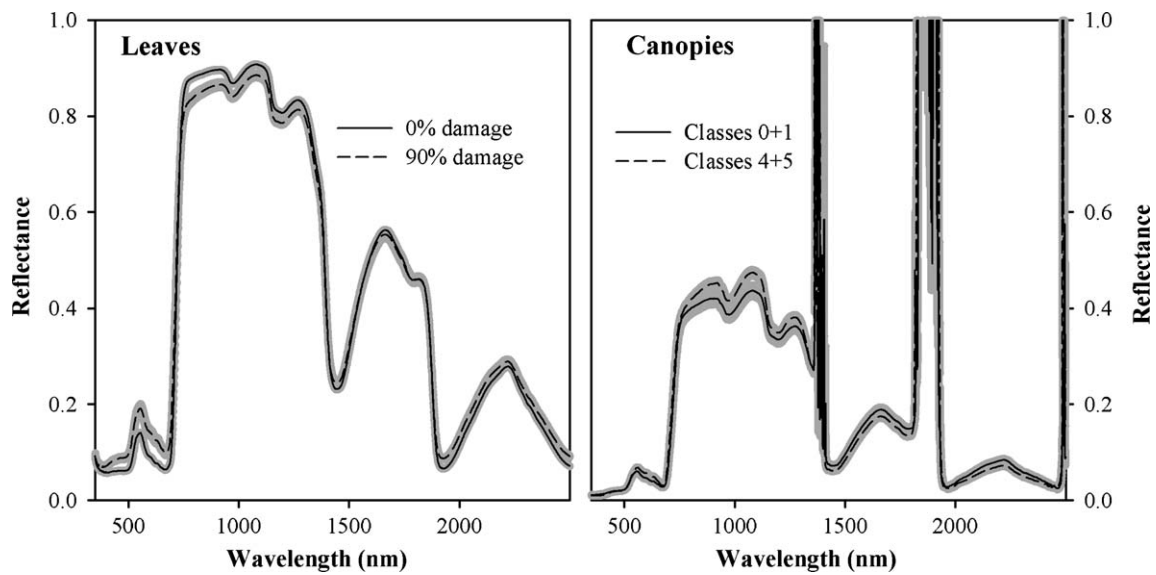 Leaves
0% damage
90% damage
Reflectance
1.0
0.8
0.6
0.4
0.2
0.0
500
1000
1500
2000
Wavelength (nm)
Canopies
Classes 0+1
Classes 4+5
500
1000
1500
2000
Wavelength (nm)
1.0
0.8
0.6
0.4
0.2
0.0
Reflectance